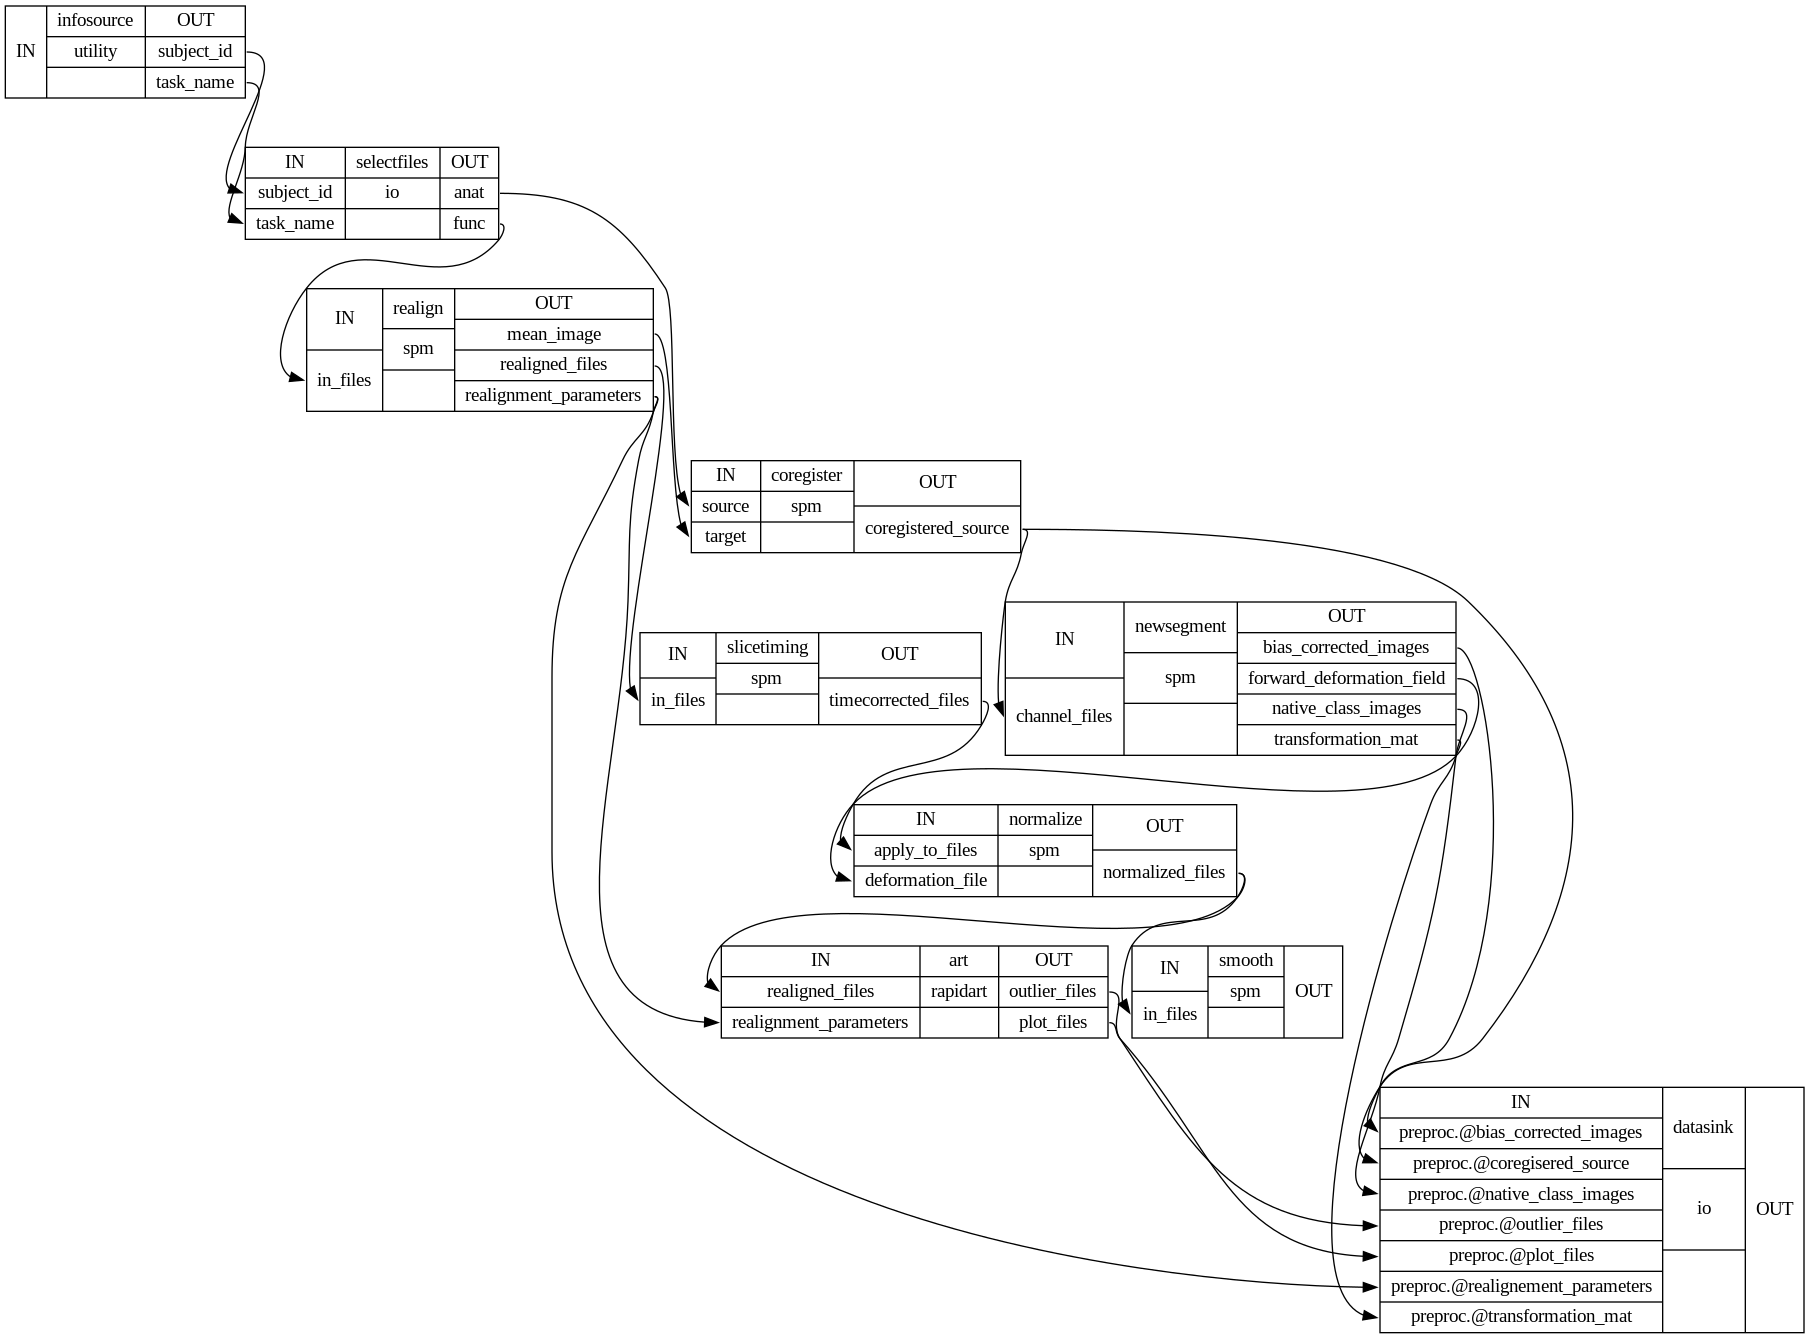 infosource OUT
IN utility subject_id
task_name
IN selectfiles OUT
subject_id io anat
task_name func
IN realign OUT
spm mean_image
in_files realigned_files
realignment_parameters
IN coregister OUT
source spm coregistered_source
target
IN newsegment OUT
channel_files spm bias_corrected_images
forward_deformation_field
native_class_images
transformation_mat
IN slicetiming OUT
in_files spm timecorrected_files
IN normalize OUT
apply_to_files spm normalized_files
deformation_file
IN art OUT
realigned_files rapidart outlier_files
realignment_parameters plot_files
IN smooth OUT
in_files spm
IN datasink OUT
preproc.@bias_corrected_images io
preproc.@coregisered_source
preproc.@native_class_images
preproc.@outlier_files
preproc.@plot_files
preproc.@realignement_parameters
preproc.@transformation_mat